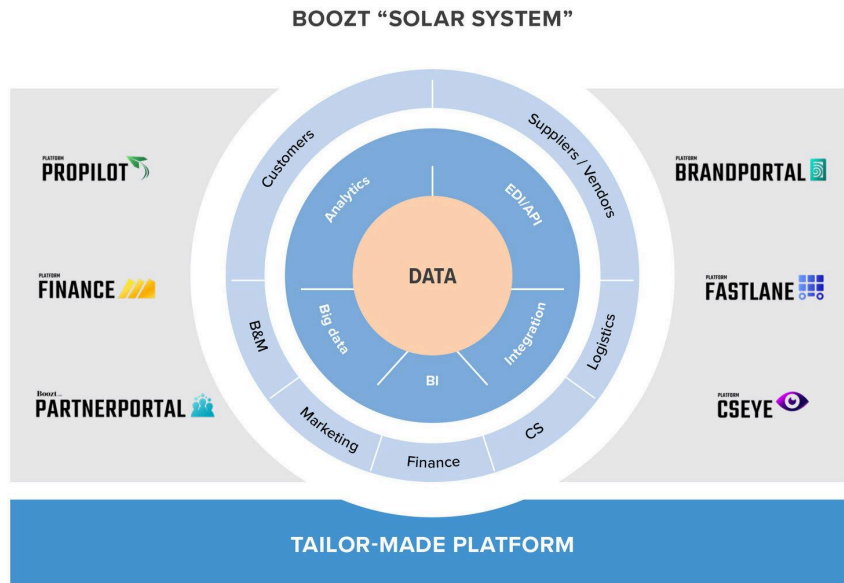 BOOZT “SOLAR SYSTEM”
PLATFORM
PROPILOT
PLATFORM
FINANCE
Boozt.com
PARTNERPORTAL
Customers
Suppliers / Vendors
Analytics
EDI/API
DATA
Big data
Integration
BI
B&M
Logistics
Marketing
CS
Finance
PLATFORM
BRANDPORTAL
PLATFORM
FASTLANE
PLATFORM
CSEYE
TAILOR-MADE PLATFORM